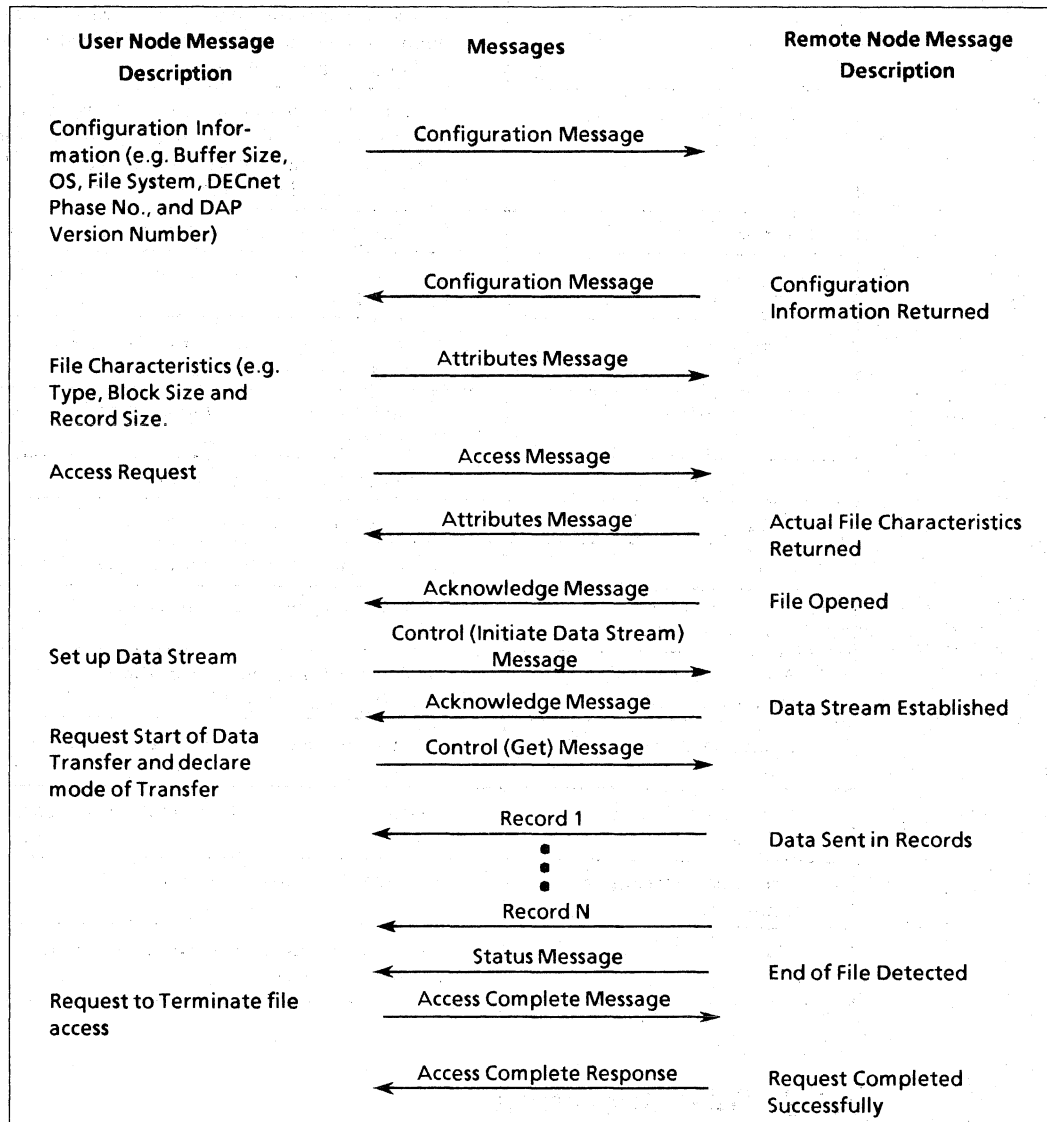 User Node Message
Description
Messages
Remote Node Message
Description
Configuration Infor-
mation (e.g. Buffer Size,
OS, File System, DECnet
Phase No., and DAP
Version Number)
Configuration Message
Configuration Message
Configuration
Information Returned
File Characteristics (e.g.
Type, Block Size and
Record Size.
Attributes Message
Access Request
Access Message
Attributes Message
Actual File Characteristics
Returned
Acknowledge Message
File Opened
Set up Data Stream
Control (Initiate Data Stream)
Message
Acknowledge Message
Data Stream Established
Request Start of Data
Transfer and declare
mode of Transfer
Control (Get) Message
Record 1
Data Sent in Records
Record N
Status Message
End of File Detected
Request to Terminate file
access
Access Complete Message
Access Complete Response
Request Completed
Successfully